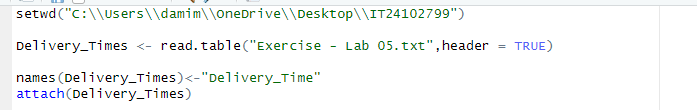 setwd("C:\\Users\\damim\\OneDrive\\Desktop\\IT24102799")
Delivery_Times <- read.table("Exercise - Lab 05.txt",header = TRUE)
names(Delivery_Times)<-"Delivery_Time"
attach(Delivery_Times)